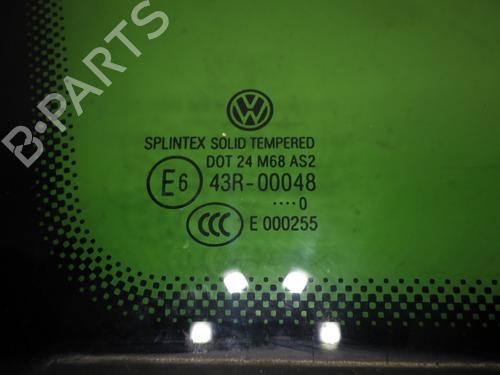 B-PARTS
VW
SPLINTEX SOLID TEMPERED
DOT 24 M68 AS2
E6 43R-00048
....0
CCC E 000255